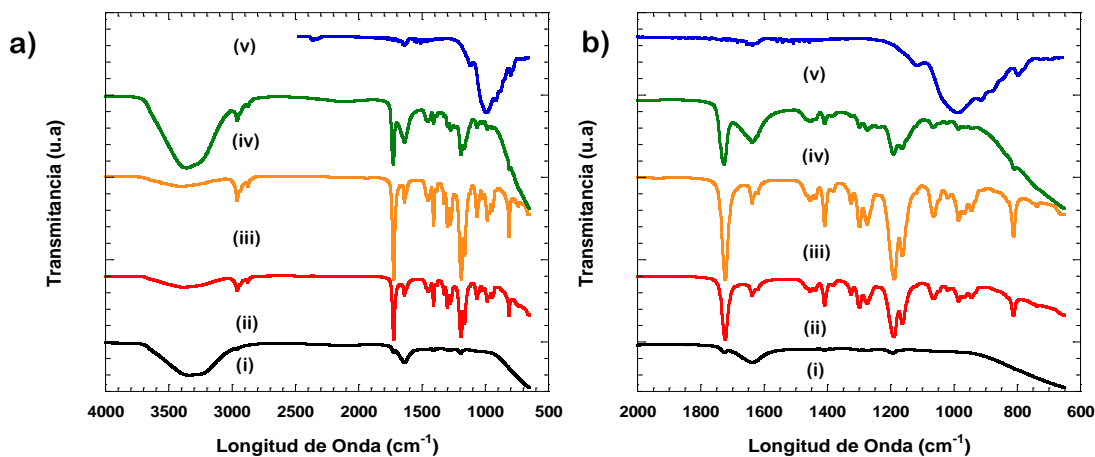 a)
Transmitancia (u.a)
(v)
(iv)
(iii)
(ii)
(i)
4000 3500 3000 2500 2000 1500 1000 500
Longitud de Onda (cm⁻¹)
b)
Transmitancia (u.a)
(v)
(iv)
(iii)
(ii)
(i)
2000 1800 1600 1400 1200 1000 800 600
Longitud de Onda (cm⁻¹)